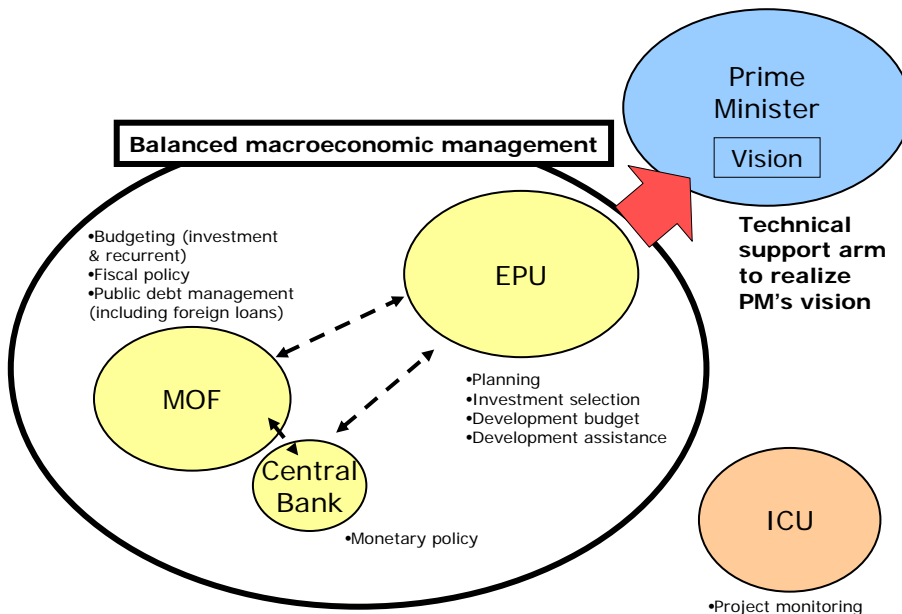 Prime
Minister
Vision
Balanced macroeconomic management
Technical
support arm
to realize
PM's vision
•Budgeting (investment
& recurrent)
•Fiscal policy
•Public debt management
(including foreign loans)
EPU
MOF
•Planning
•Investment selection
•Development budget
•Development assistance
Central
Bank
•Monetary policy
ICU
•Project monitoring